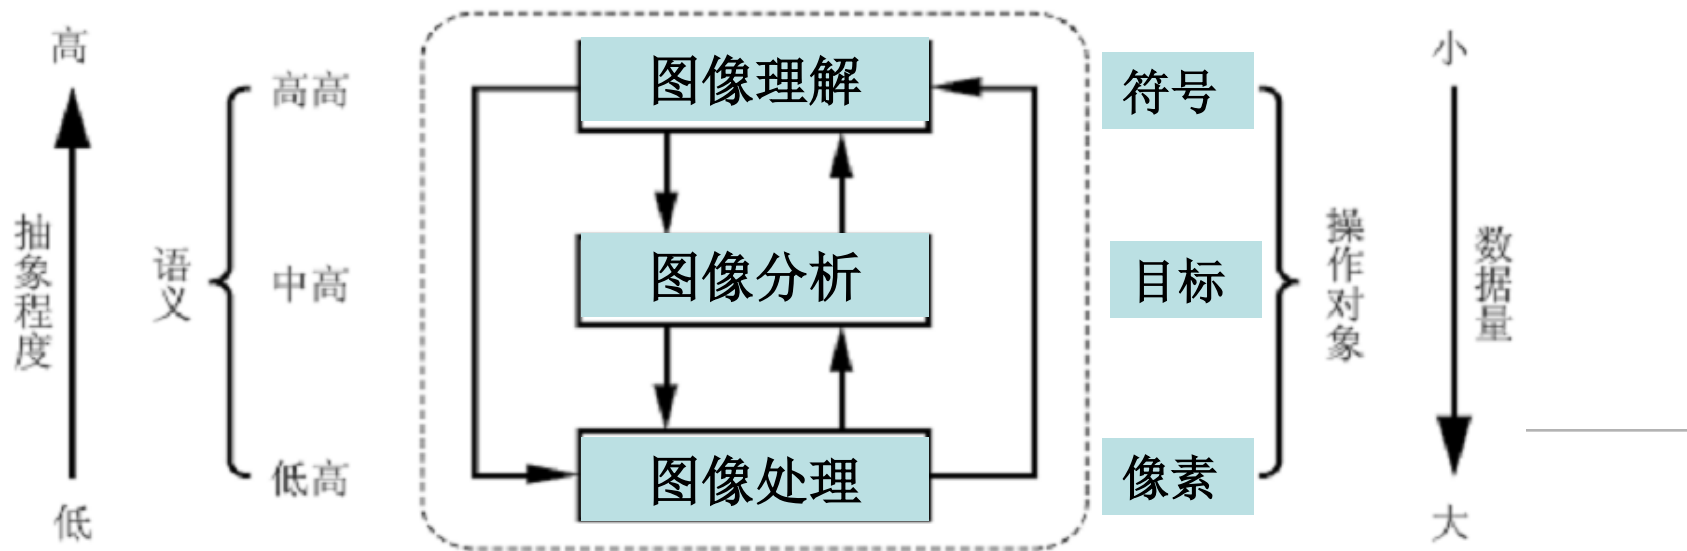 高
小
高高
图像理解
符号
抽象程度
语义
中高
图像分析
目标
操作对象
数据量
低高
图像处理
像素
低
大